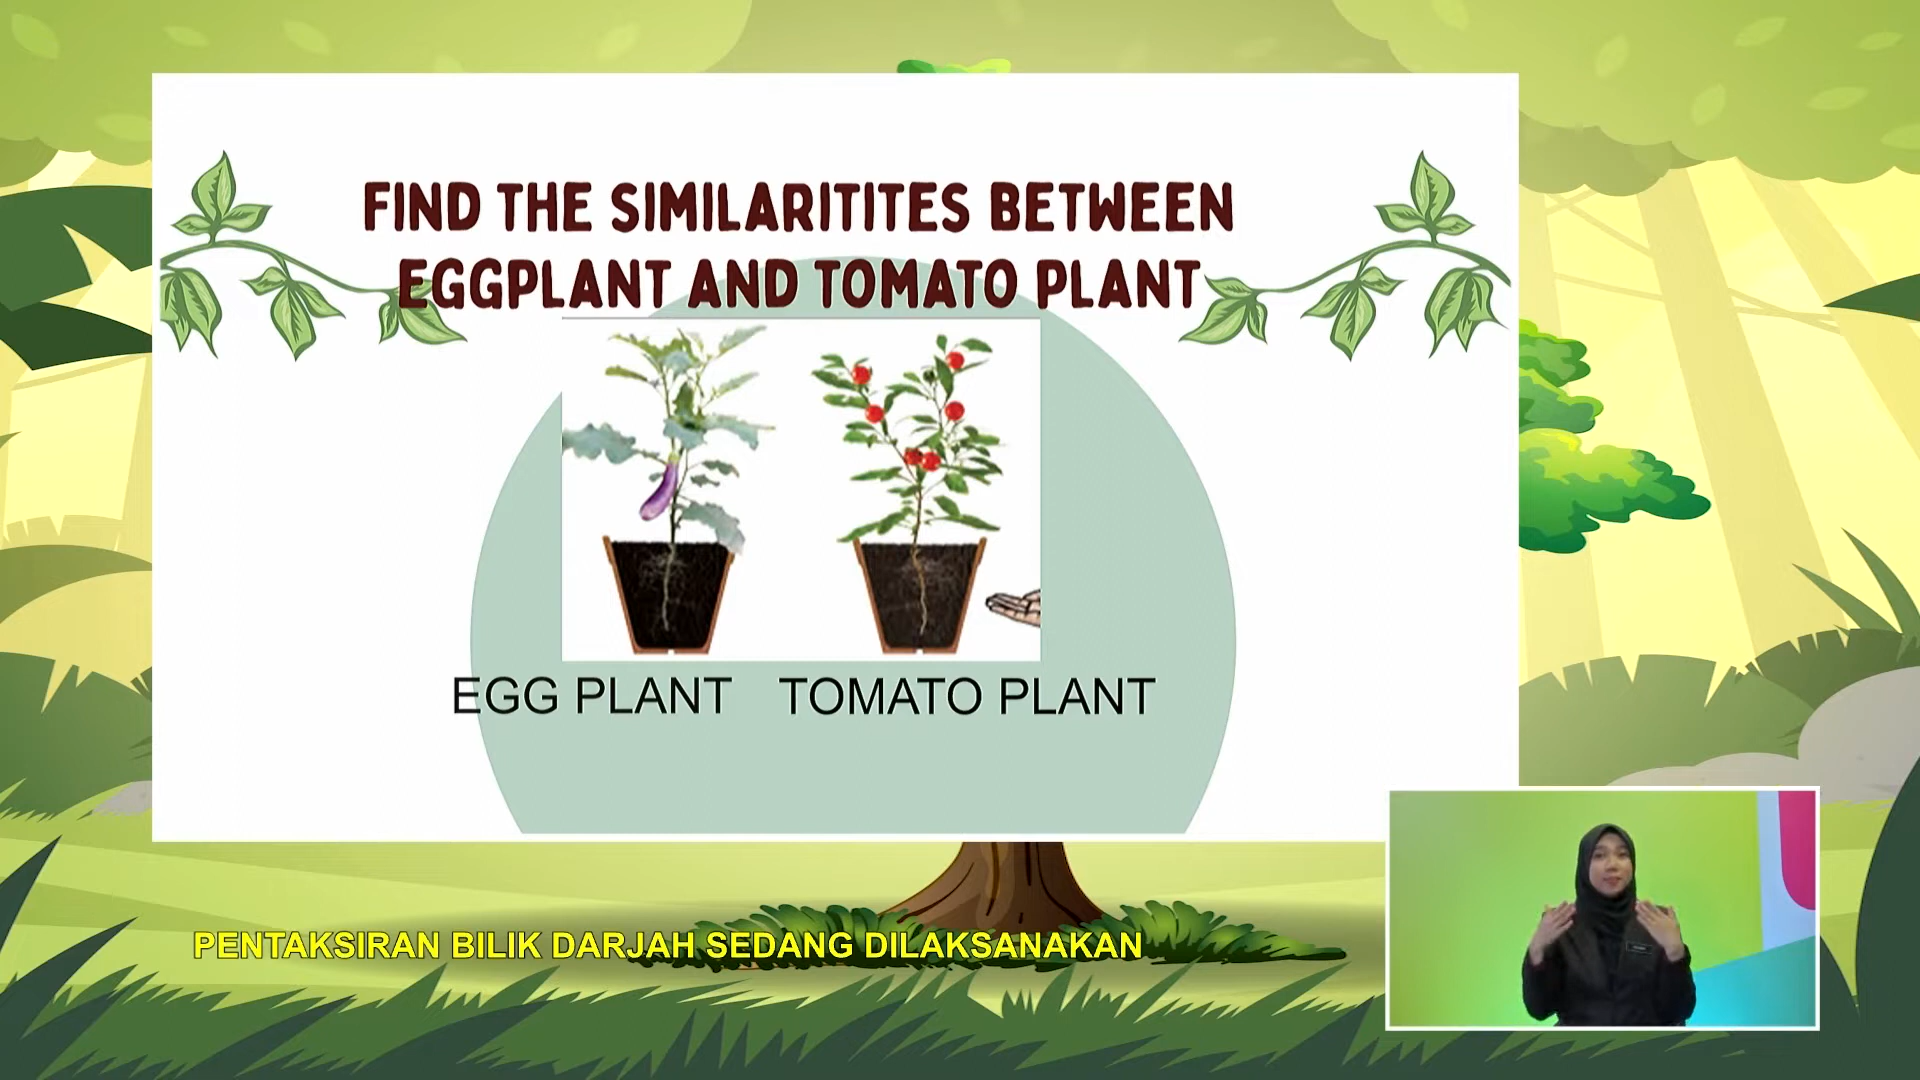 FIND THE SIMILARITITES BETWEEN
EGGPLANT AND TOMATO PLANT
EGG PLANT TOMATO PLANT
PENTAKSIRAN BILIK DARJAH SEDANG DILAKSANAKAN